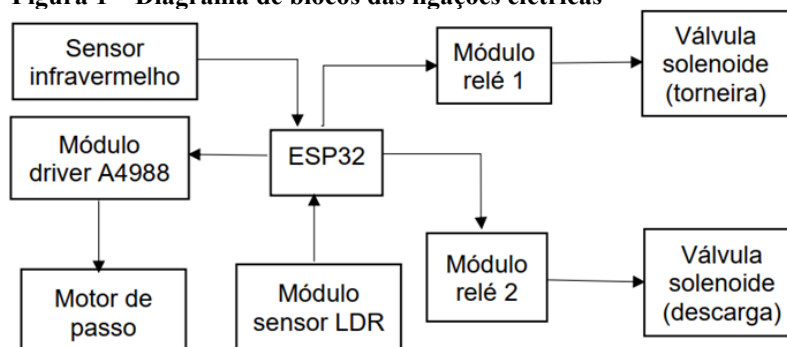 Figura 1 – Diagrama de blocos das ligações elétricas
Sensor
infravermelho
Módulo
relé 1
Válvula
solenoide
(torneira)
Módulo
driver A4988
ESP32
Motor de
passo
Módulo
sensor LDR
Módulo
relé 2
Válvula
solenoide
(descarga)